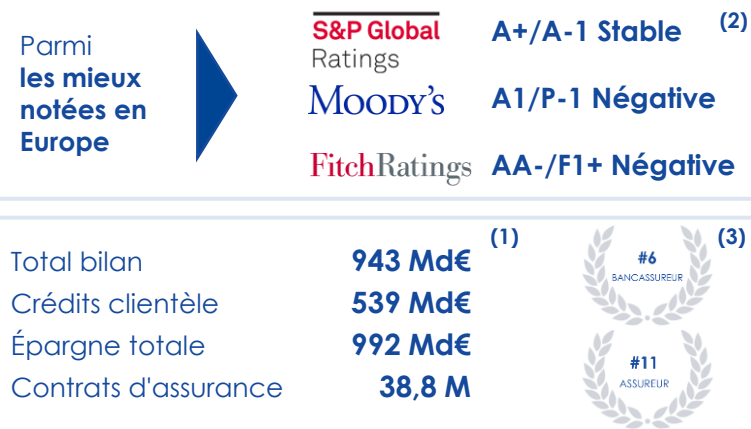 Parmi
les mieux
notées en
Europe
S&P Global
Ratings
A+/A-1 Stable
(2)
MOODY'S
A1/P-1 Négative
FitchRatings
AA-/F1+ Négative
Total bilan
943 Md€
(1)
Crédits clientèle
539 Md€
Épargne totale
992 Md€
Contrats d'assurance
38,8 M
(3)
#6
BANCASSUREUR
#11
ASSUREUR